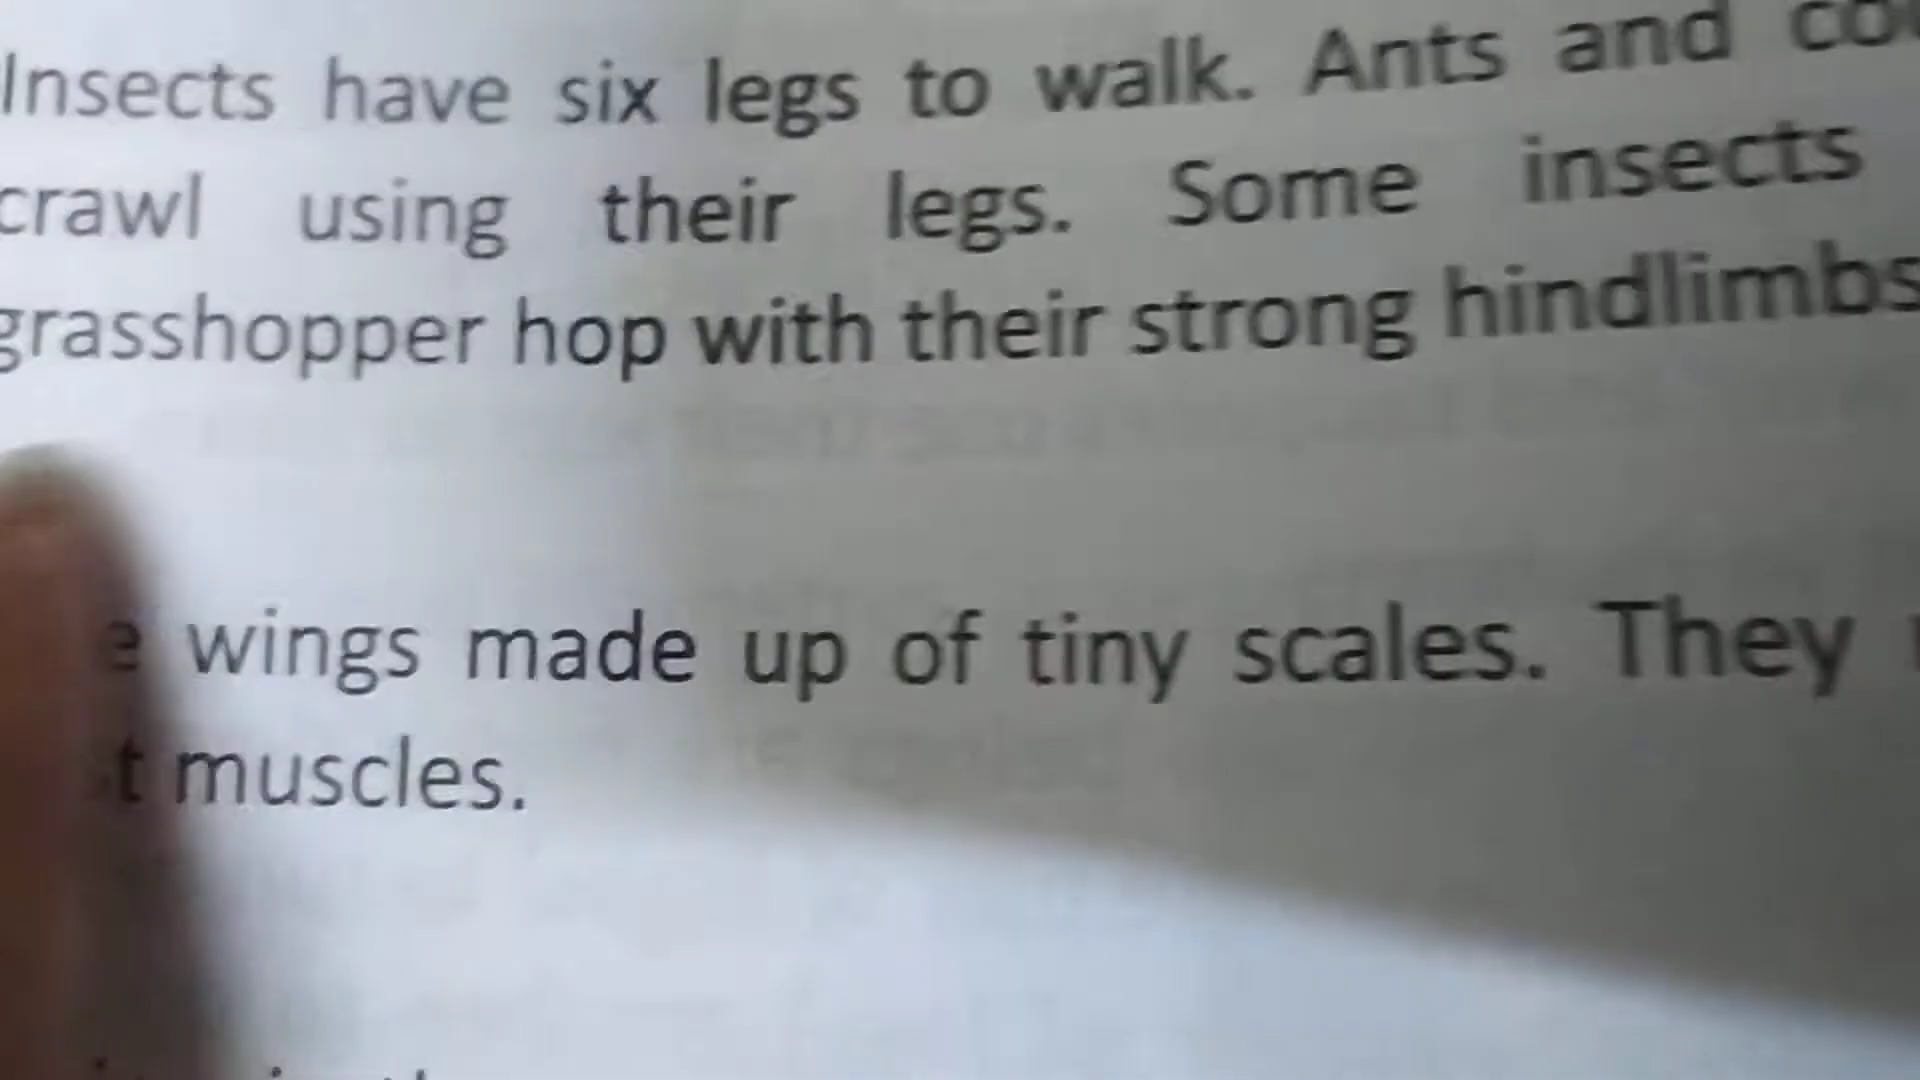 Insects have six legs to walk. Ants and
crawl using their legs. Some insects
grasshopper hop with their strong hindlimbs
wings made up of tiny scales. They
muscles.